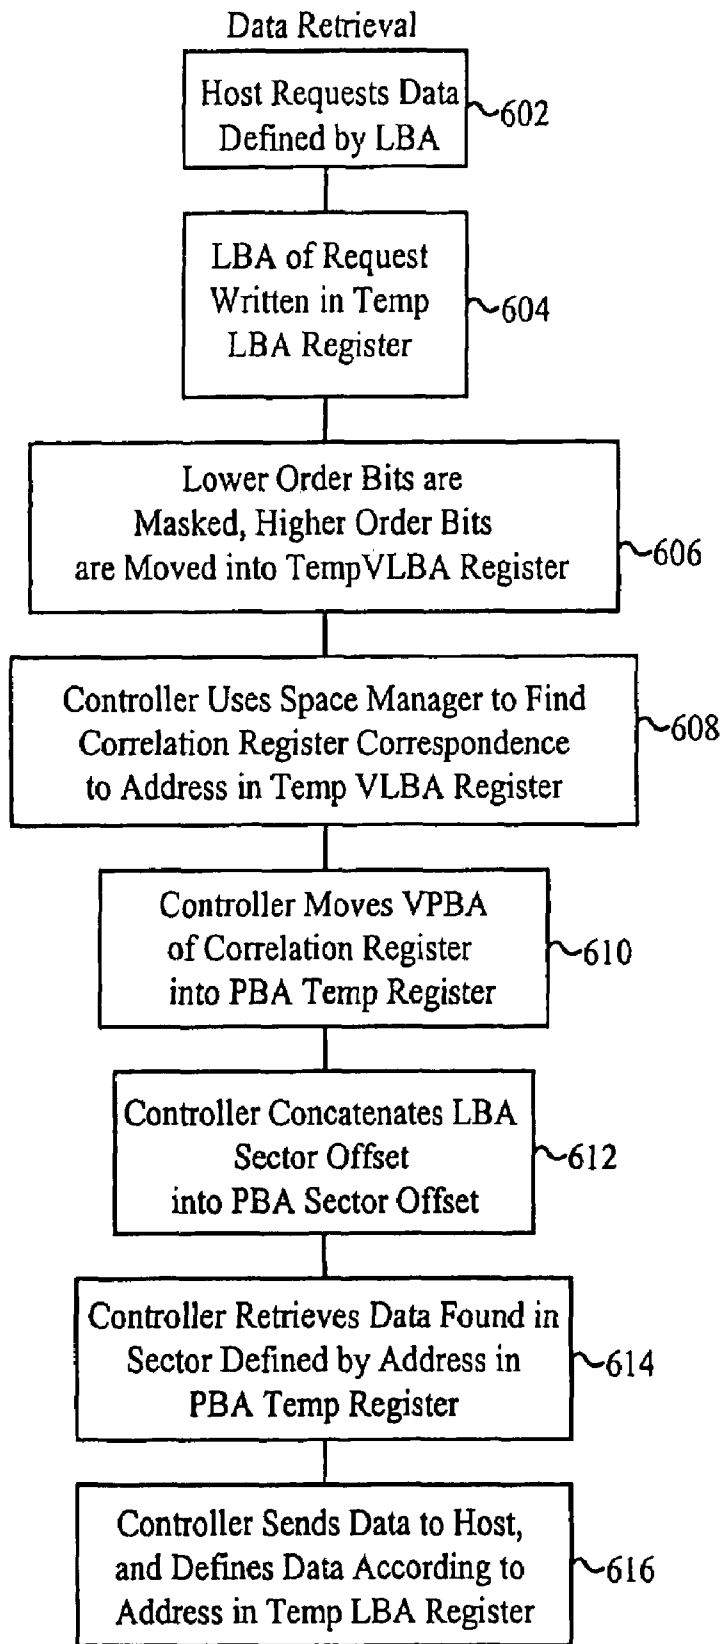 Data Retrieval
Host Requests Data
Defined by LBA
602
LBA of Request
Written in Temp
LBA Register
604
Lower Order Bits are
Masked, Higher Order Bits
are Moved into TempVLBA Register
606
Controller Uses Space Manager to Find
Correlation Register Correspondence
to Address in Temp VLBA Register
608
Controller Moves VPBA
of Correlation Register
into PBA Temp Register
610
Controller Concatenates LBA
Sector Offset
into PBA Sector Offset
612
Controller Retrieves Data Found in
Sector Defined by Address in
PBA Temp Register
614
Controller Sends Data to Host,
and Defines Data According to
Address in Temp LBA Register
616